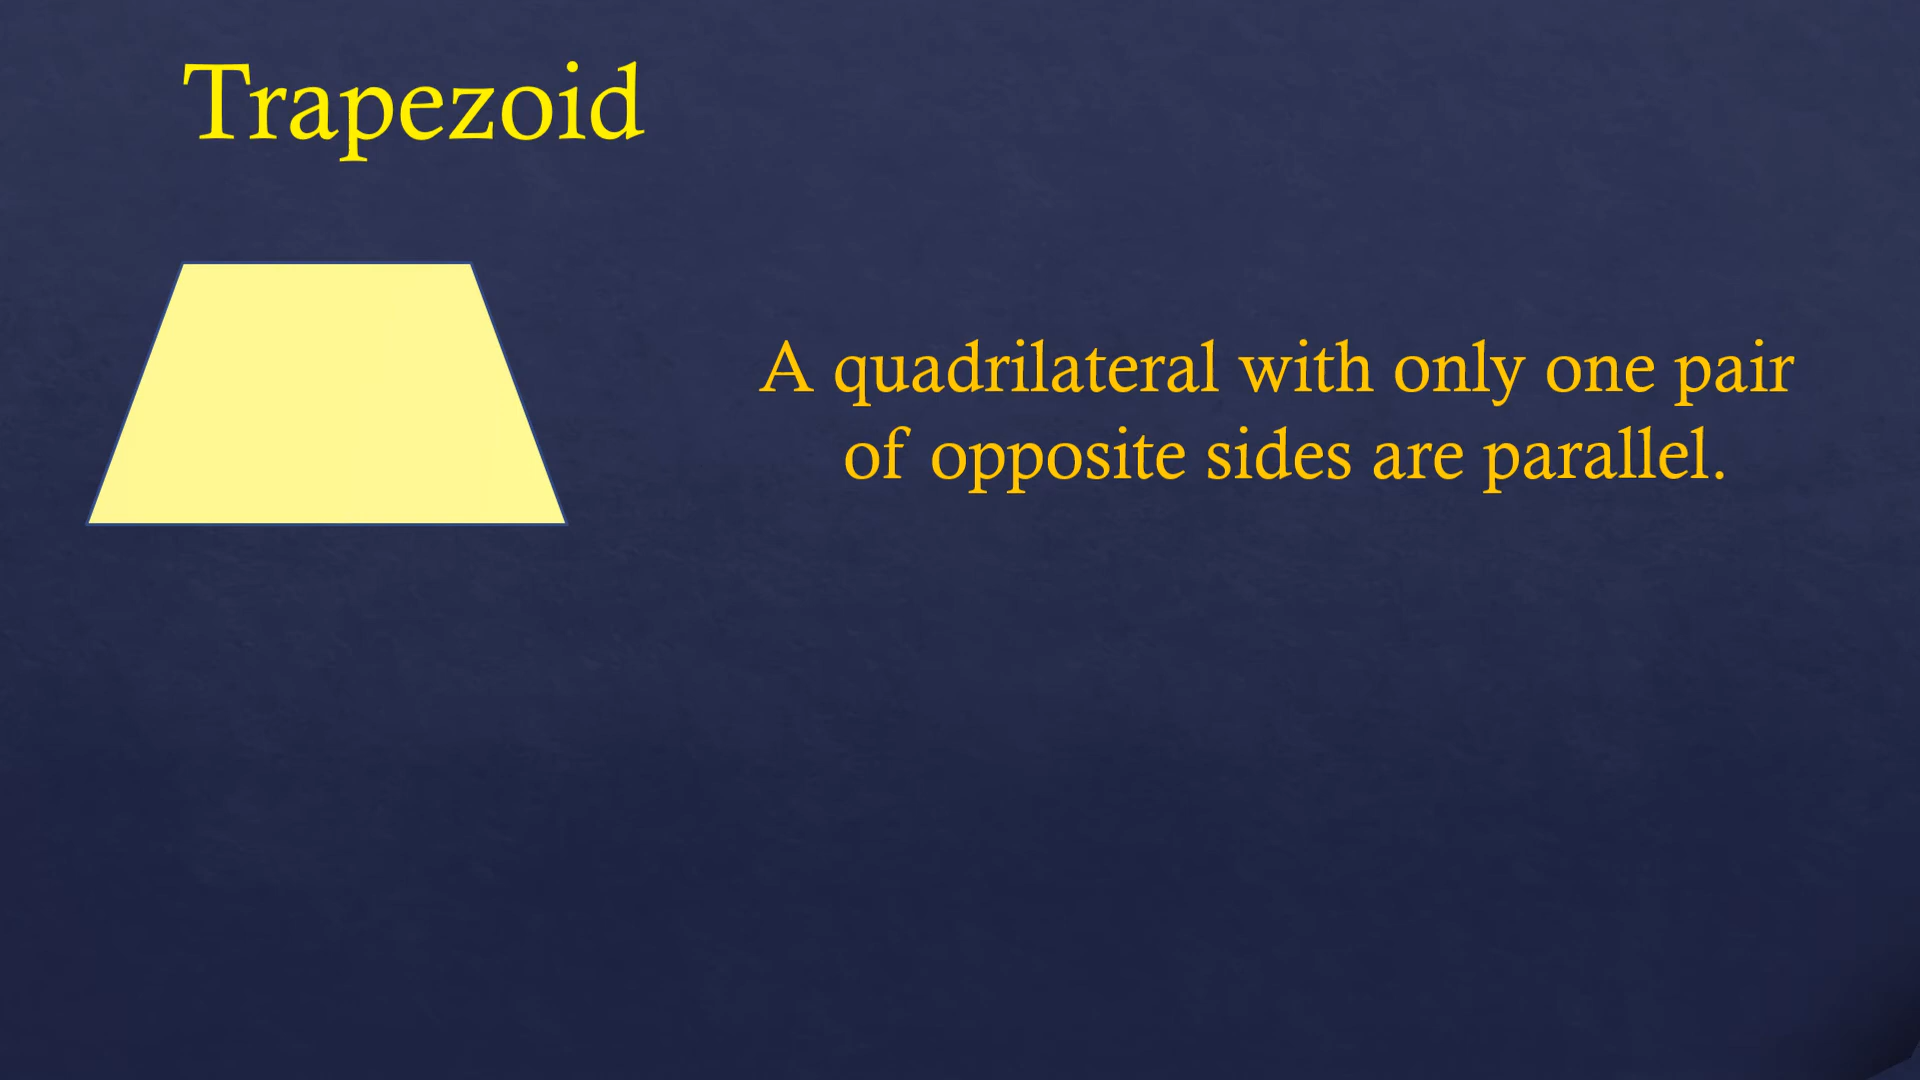 Trapezoid
A quadrilateral with only one pair
of opposite sides are parallel.